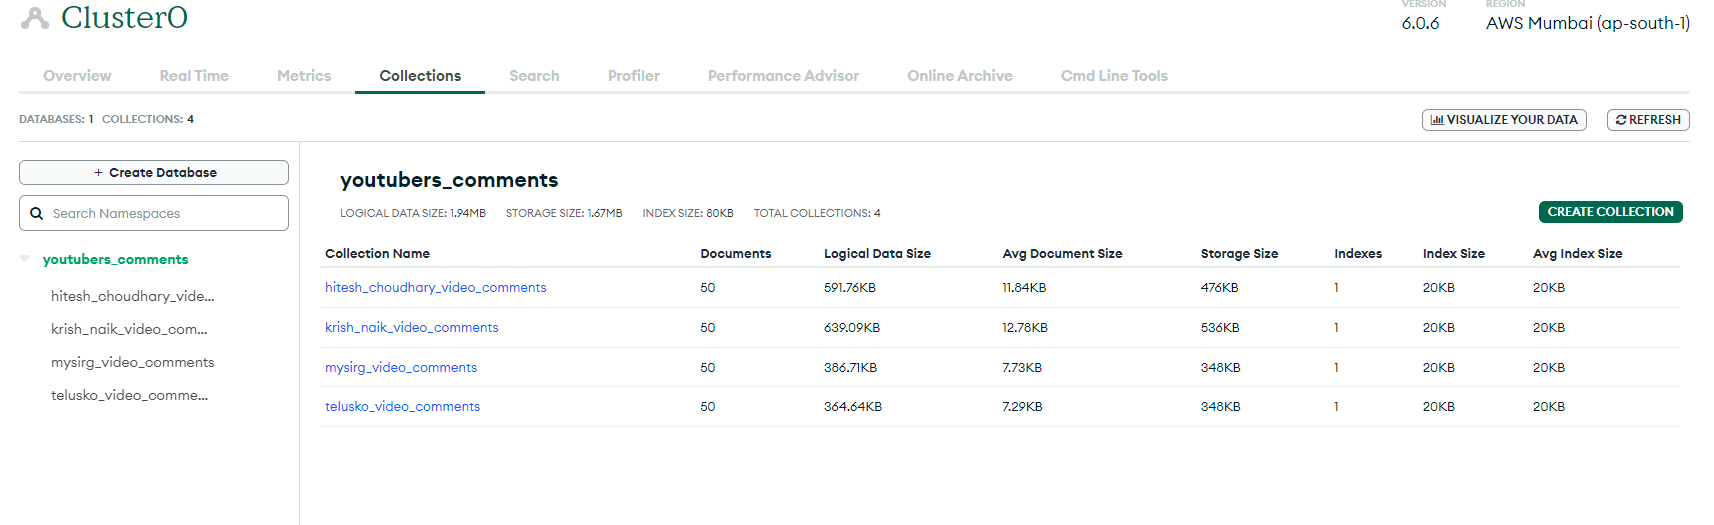 Cluster0
VERSION REGION
6.0.6 AWS Mumbai (ap-south-1)
Overview Real Time Metrics Collections Search Profiler Performance Advisor Online Archive Cmd Line Tools
DATABASES: 1 COLLECTIONS: 4
VISUALIZE YOUR DATA REFRESH
+ Create Database
Search Namespaces
youtubers_comments
hitesh_choudhary_vide...
krish_naik_video_com...
mysirg_video_comments
telusko_video_comme...
youtubers_comments
LOGICAL DATA SIZE: 1.94MB STORAGE SIZE: 1.67MB INDEX SIZE: 80KB TOTAL COLLECTIONS: 4
CREATE COLLECTION
Collection Name Documents Logical Data Size Avg Document Size Storage Size Indexes Index Size Avg Index Size
hitesh_choudhary_video_comments 50 591.76KB 11.84KB 476KB 1 20KB 20KB
krish_naik_video_comments 50 639.09KB 12.78KB 536KB 1 20KB 20KB
mysirg_video_comments 50 386.71KB 7.73KB 348KB 1 20KB 20KB
telusko_video_comments 50 364.64KB 7.29KB 348KB 1 20KB 20KB